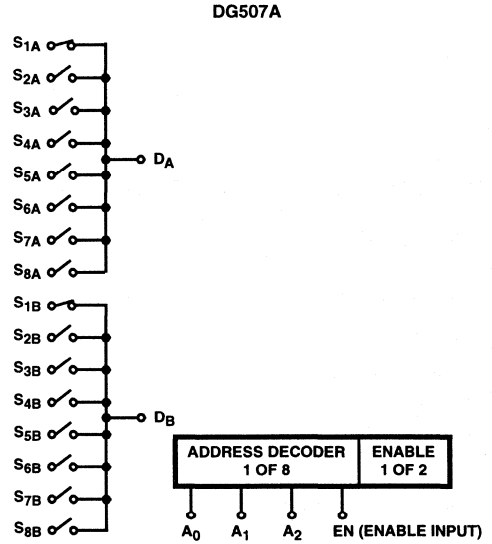 DG507A
S1A
S2A
S3A
S4A
DA
S5A
S6A
S7A
S8A
S1B
S2B
S3B
S4B
DB
S5B
S6B
S7B
S8B
ADDRESS DECODER
1 OF 8
ENABLE
1 OF 2
A0
A1
A2
EN (ENABLE INPUT)